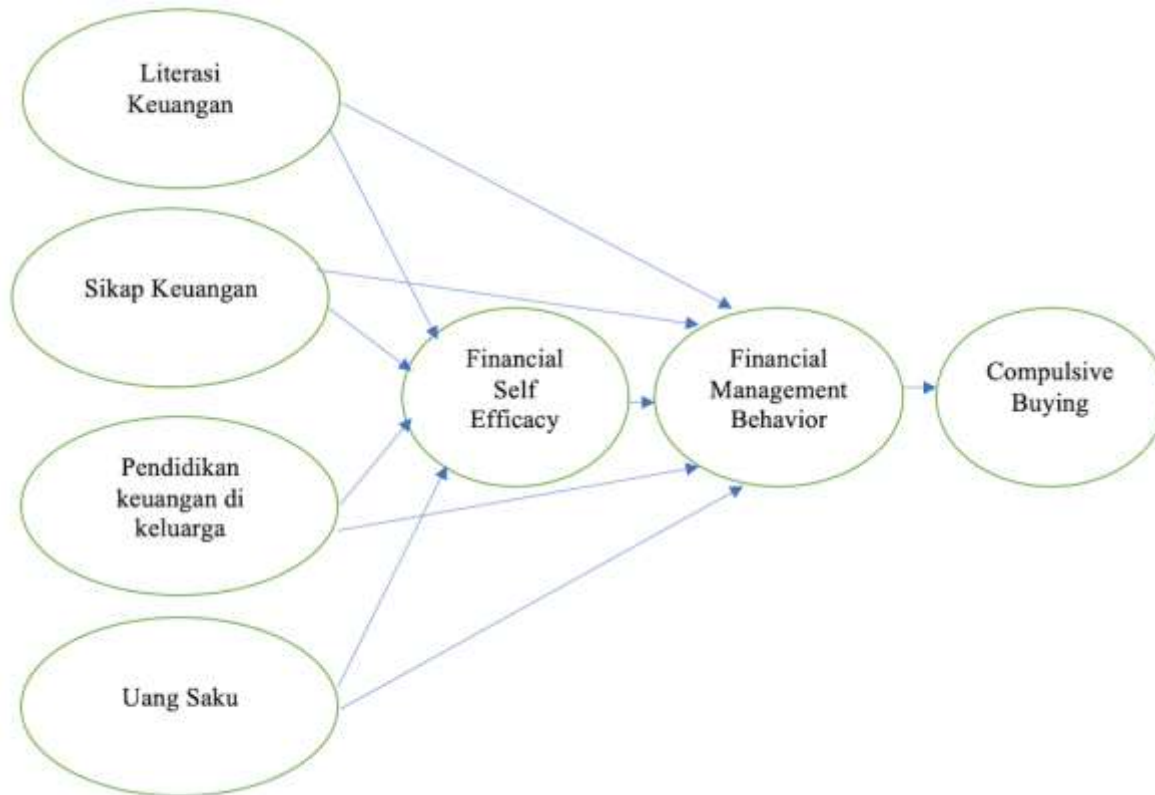 Literasi
Keuangan
Sikap Keuangan
Pendidikan
keuangan di
keluarga
Uang Saku
Financial
Self
Efficacy
Financial
Management
Behavior
Compulsive
Buying